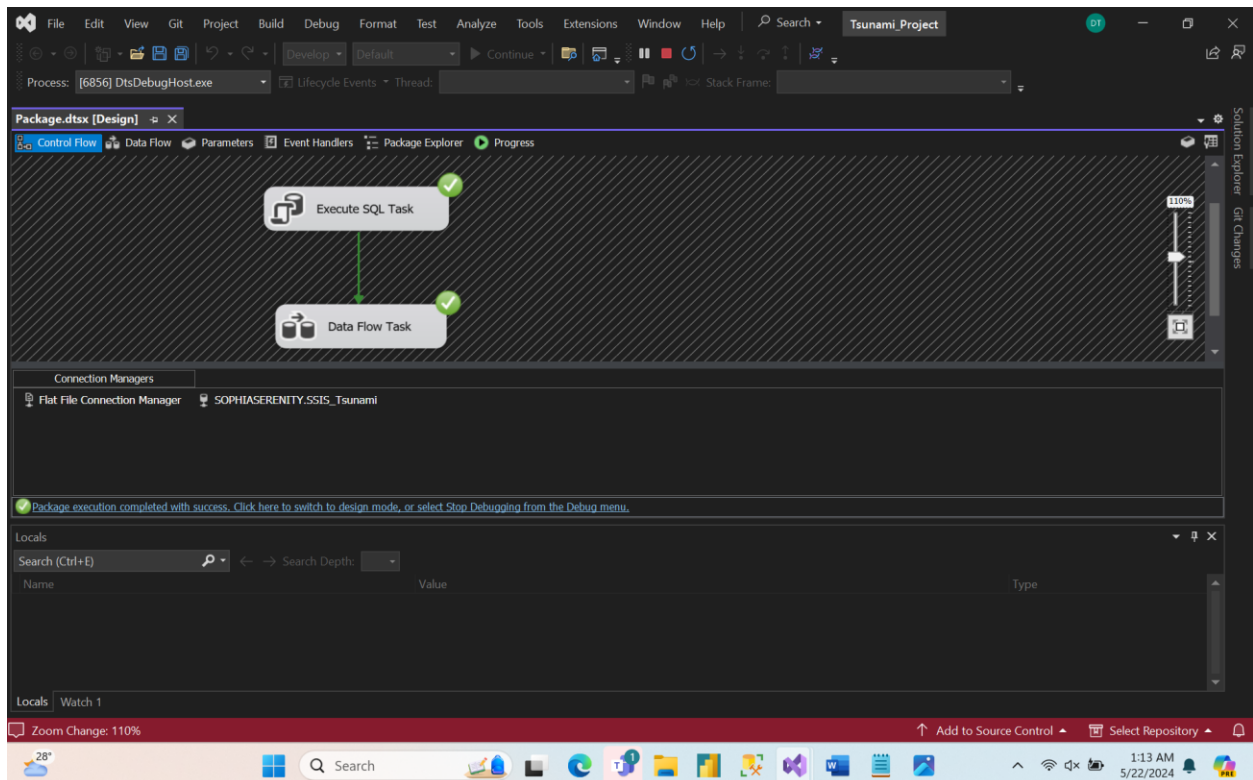 File Edit View Git Project Build Debug Format Test Analyze Tools Extensions Window Help Search Tsunami_Project DT
Develop Default Continue
Process: [6856] DtsDebugHost.exe Lifecycle Events Thread: Stack Frame:
Package.dtsx [Design]
Control Flow Data Flow Parameters Event Handlers Package Explorer Progress
Solution Explorer
Git Changes
110%
Execute SQL Task
Data Flow Task
Connection Managers
Flat File Connection Manager SOPHIASERENITY.SSIS_Tsunami
Package execution completed with success. Click here to switch to design mode, or select Stop Debugging from the Debug menu.
Locals
Search (Ctrl+E) Search Depth:
Name Value Type
Locals Watch 1
Zoom Change: 110% Add to Source Control Select Repository
28° Search 1 W 1:13 AM
5/22/2024 PRE